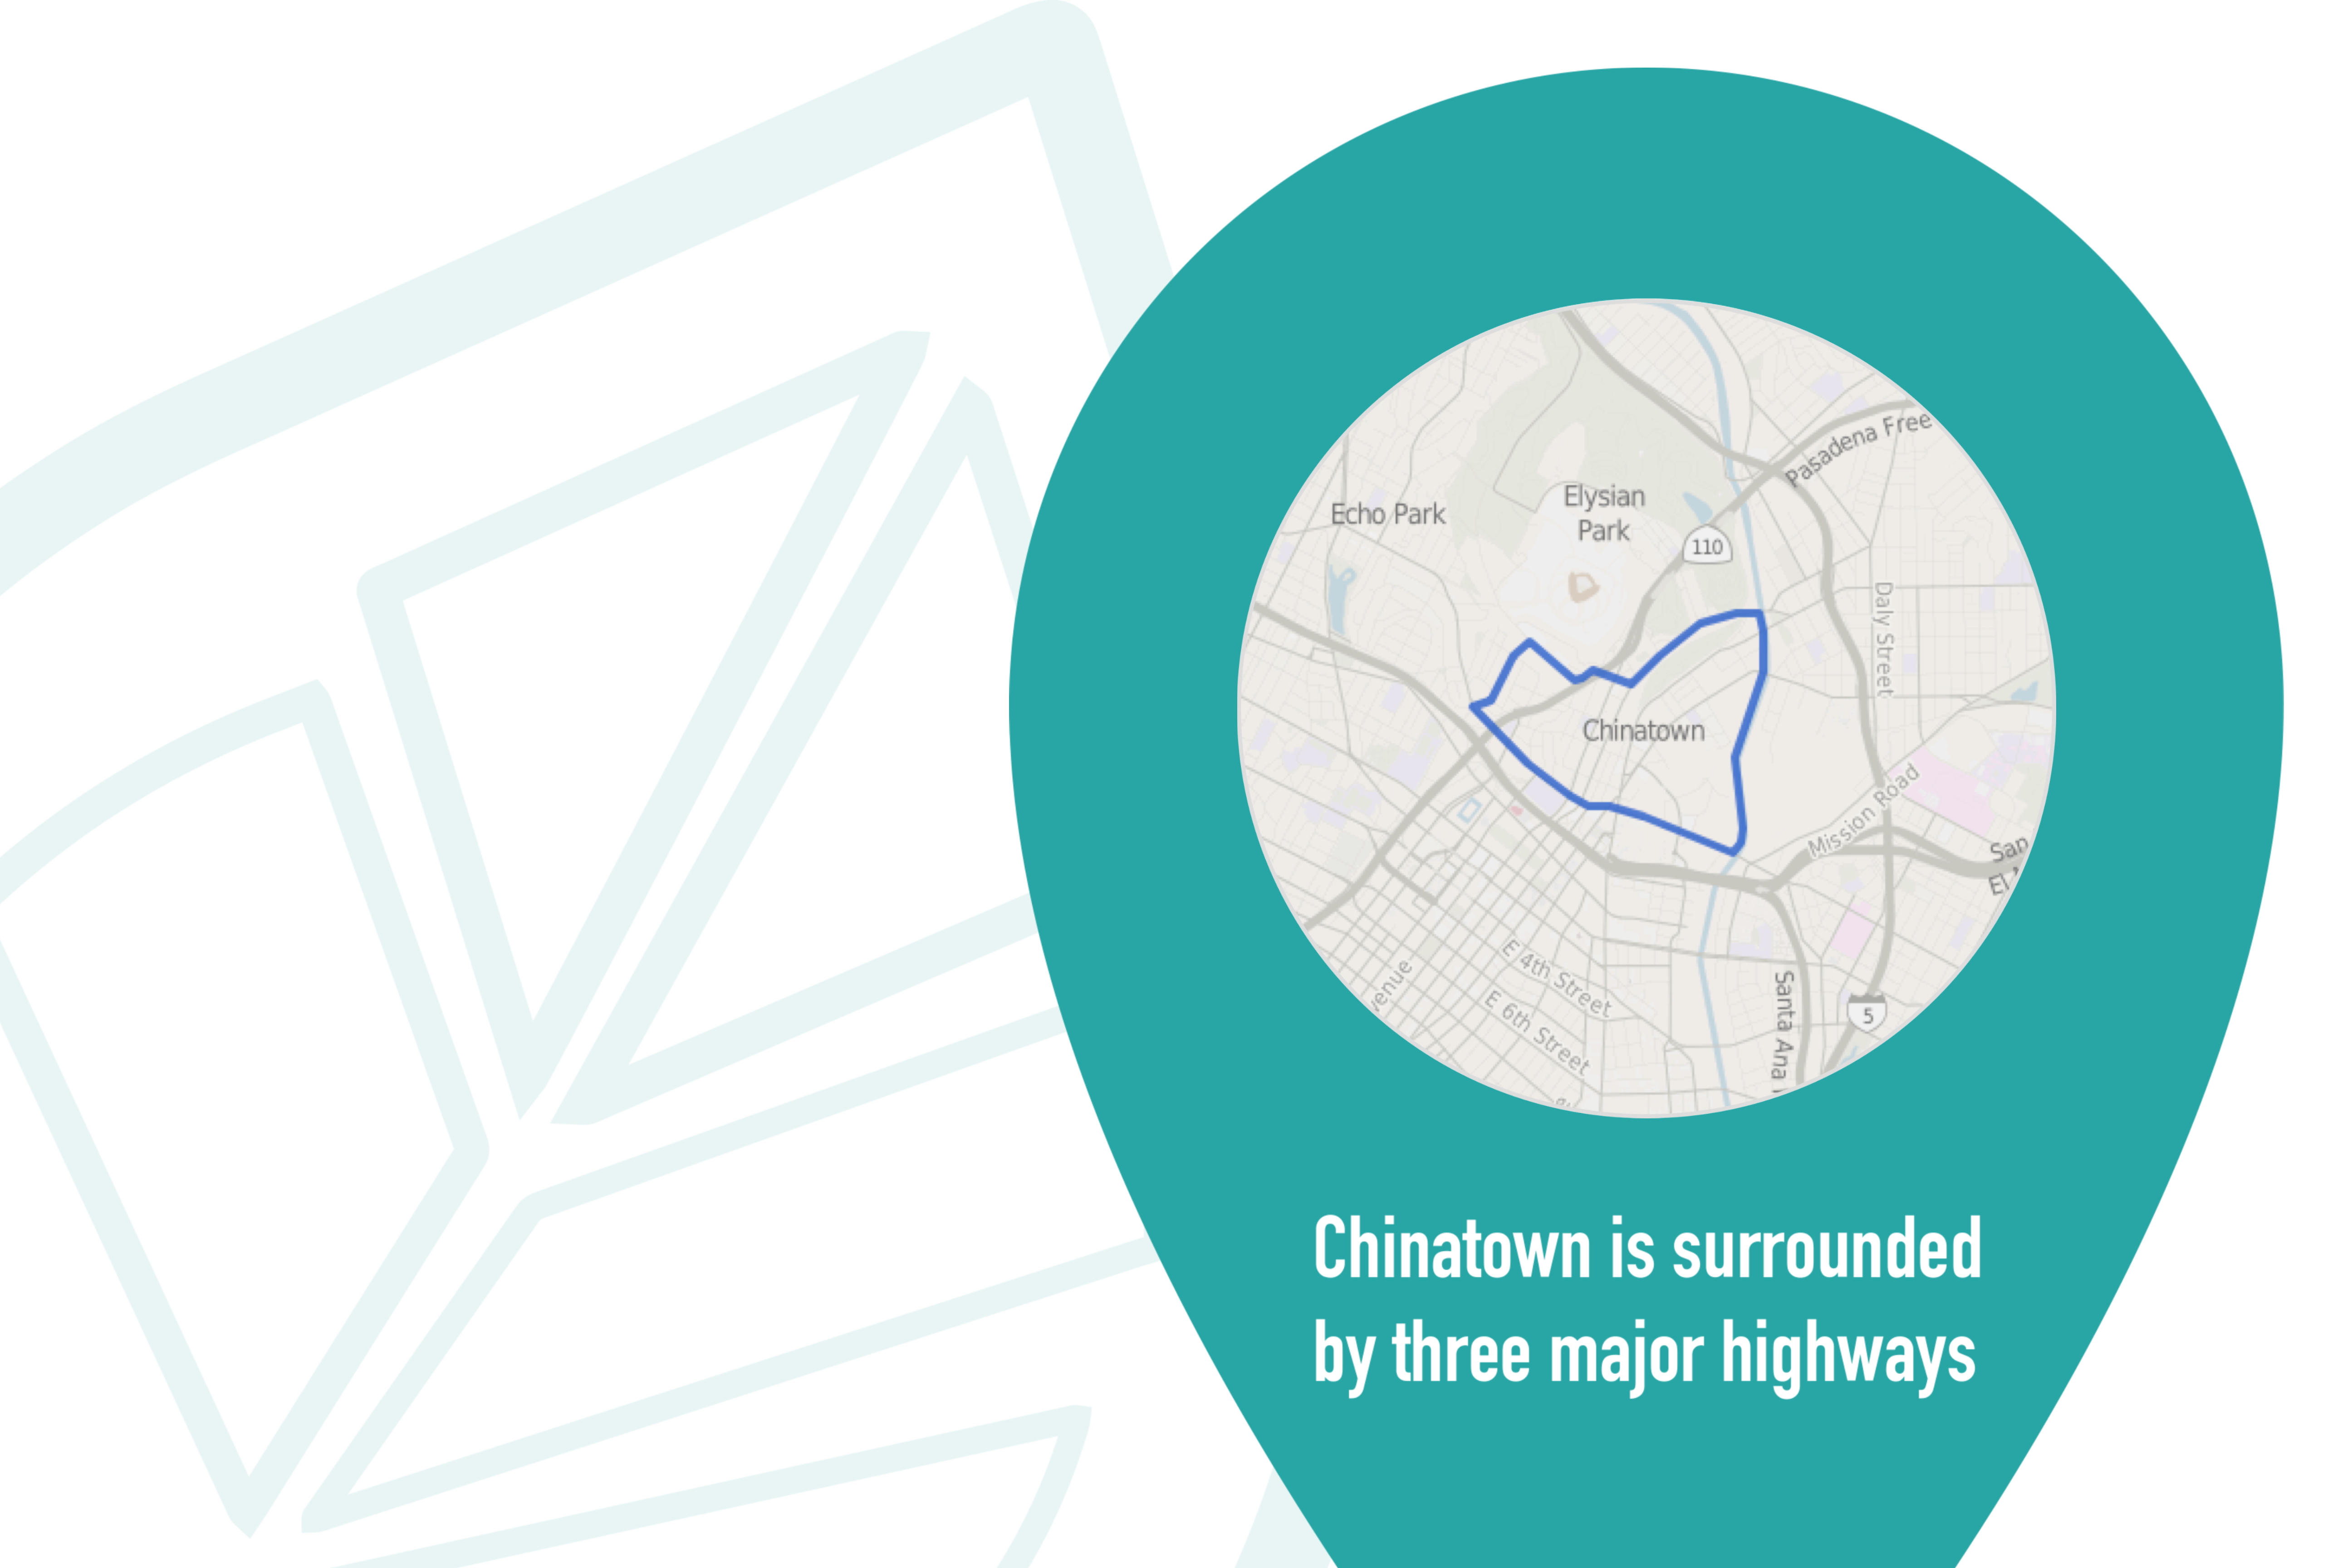 Pasadena Free
Elysian
Park
Echo Park
110
Daly Street
Chinatown
Mission Road
San
El
E 4th Street
enue
E 6th Street
Santa Ana
5
Chinatown is surrounded
by three major highways